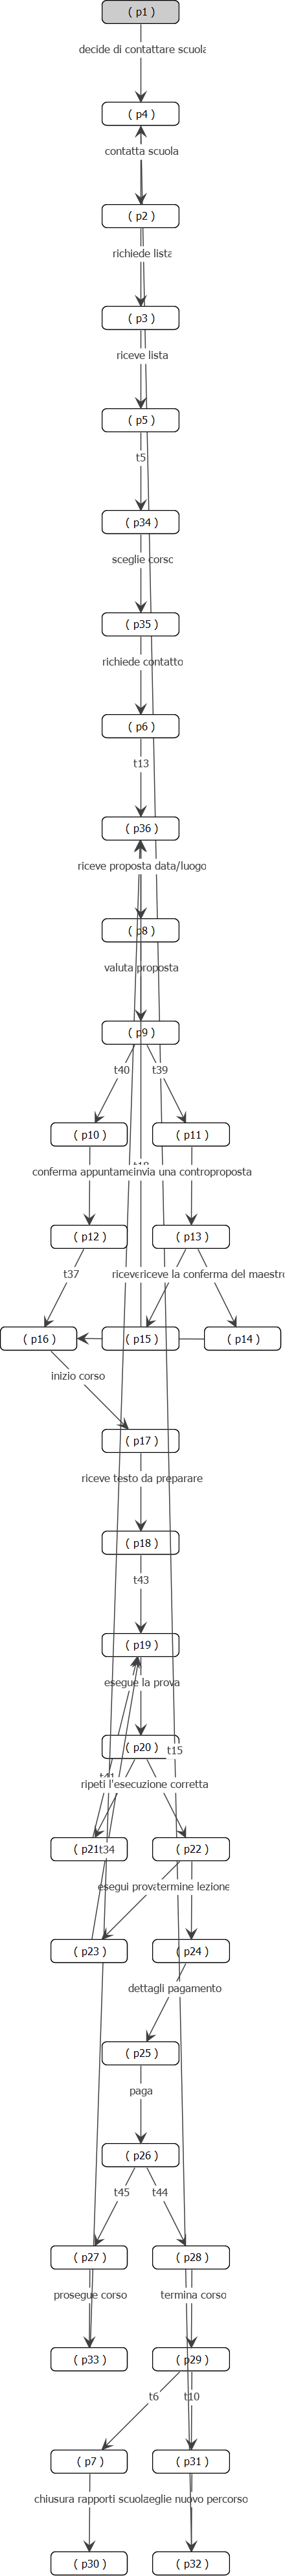 ( p1 )
decide di contattare scuola
( p4 )
contatta scuola
( p2 )
richiede lista
( p3 )
riceve lista
( p5 )
t5
( p34 )
sceglie corso
( p35 )
richiede contatto
( p6 )
t13
( p36 )
riceve proposta data/luogo
( p8 )
valuta proposta
( p9 )
t40 t39
( p10 ) ( p11 )
conferma appuntame invia una controproposta
( p12 ) ( p13 )
t37 riceve riceve la conferma del maestro
( p16 ) ( p15 ) ( p14 )
inizio corso
( p17 )
riceve testo da preparare
( p18 )
t43
( p19 )
esegue la prova
( p20 )
t15
ripeti l'esecuzione corretta
( p21 ) ( p22 )
t34
esegui prova termine lezione
( p23 ) ( p24 )
dettagli pagamento
( p25 )
paga
( p26 )
t45 t44
( p27 ) ( p28 )
prosegue corso termina corso
( p33 ) ( p29 )
t6 t10
( p7 ) ( p31 )
chiusura rapporti scuola eglie nuovo percorso
( p30 ) ( p32 )